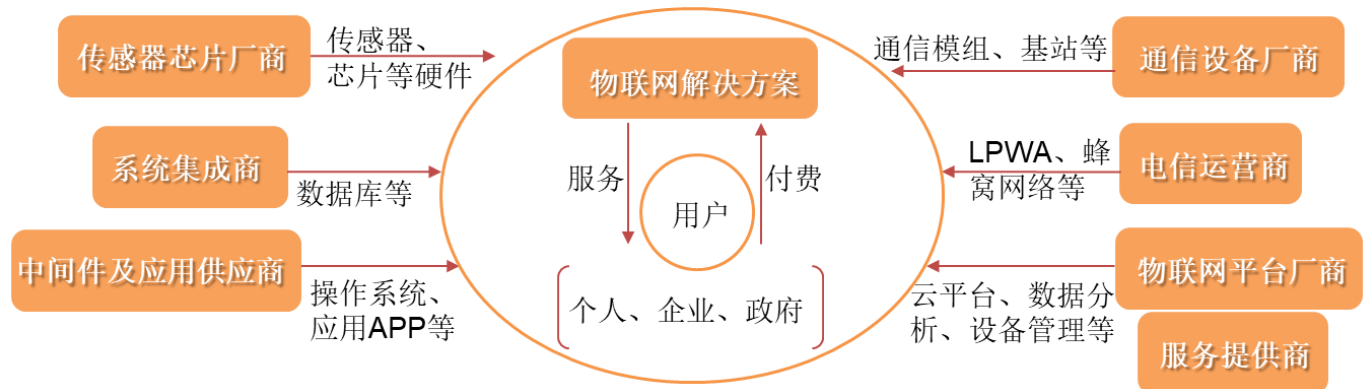 传感器芯片厂商
传感器、
芯片等硬件
物联网解决方案
通信模组、基站等
通信设备厂商
系统集成商
数据库等
服务
付费
用户
LPWA、蜂
窝网络等
电信运营商
中间件及应用供应商
操作系统、
应用APP等
个人、企业、政府
云平台、数据分
析、设备管理等
物联网平台厂商
服务提供商